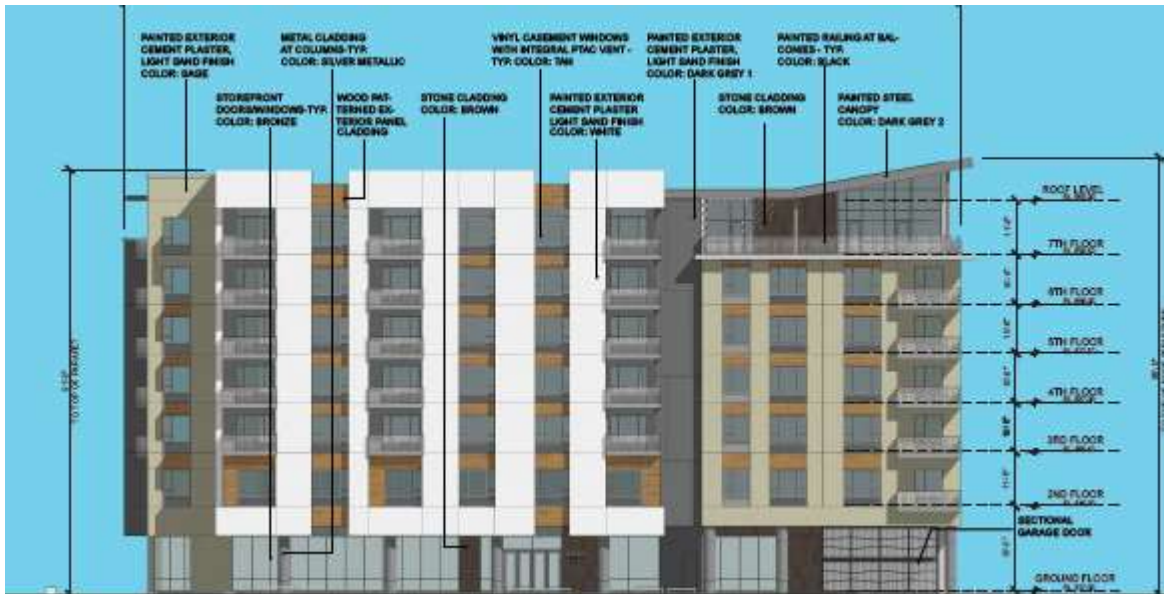 PAINTED EXTERIOR
CEMENT PLASTER,
LIGHT SAND FINISH
COLOR: SAGE
METAL CLADDING
AT COLUMNS-TYP.
COLOR: SILVER METALLIC
VINYL CASEMENT WINDOWS
WITH INTEGRAL PTAC VENT -
TYP. COLOR: TAN
PAINTED EXTERIOR
CEMENT PLASTER,
LIGHT SAND FINISH
COLOR: DARK GREY 1
PAINTED RAILING AT BAL-
CONIES - TYP.
COLOR: BLACK
STOREFRONT
DOORS/WINDOWS-TYP.
COLOR: BRONZE
WOOD PAT-
TERNED EX-
TERIOR PANEL
CLADDING
STONE CLADDING
COLOR: BROWN
PAINTED EXTERIOR
CEMENT PLASTER
LIGHT SAND FINISH
COLOR: WHITE
STONE CLADDING
COLOR: BROWN
PAINTED STEEL
CANOPY
COLOR: DARK GREY 2
ROOF LEVEL
7TH FLOOR
6TH FLOOR
5TH FLOOR
4TH FLOOR
3RD FLOOR
2ND FLOOR
SECTIONAL
GARAGE DOOR
GROUND FLOOR
TO TOP OF PARAPET